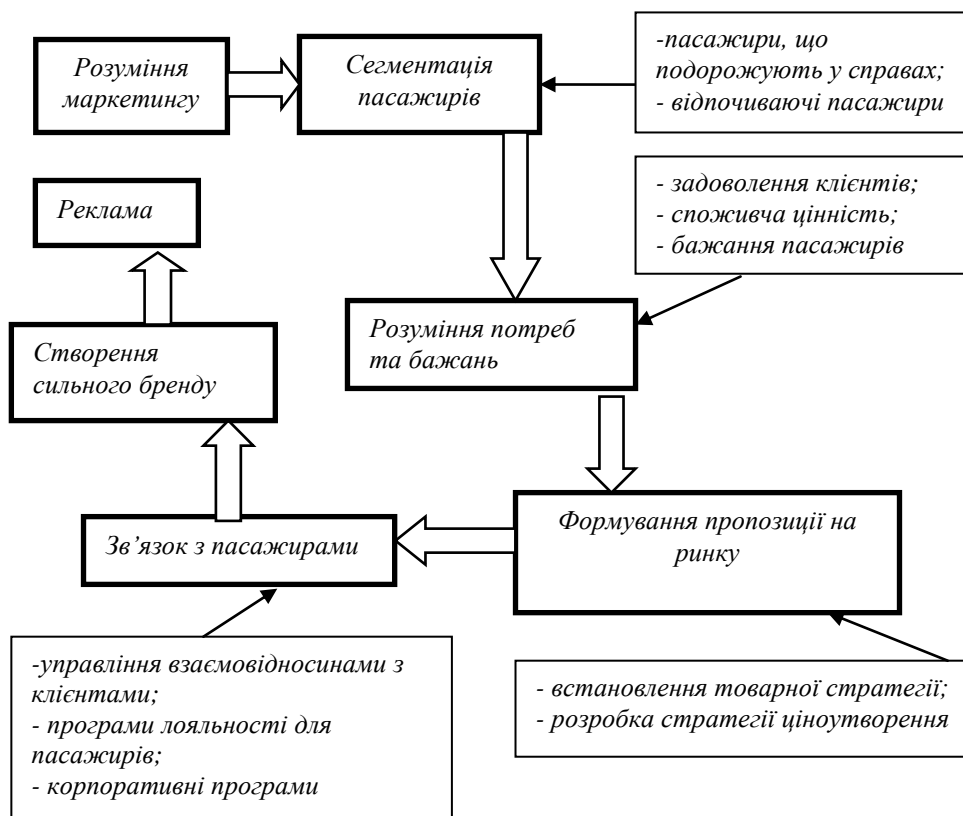 Розуміння
маркетингу
Сегментація
пасажирів
-пасажири, що
подорожують у справах;
- відпочиваючі пасажири
Реклама
- задоволення клієнтів;
- споживча цінність;
- бажання пасажирів
Створення
сильного бренду
Розуміння потреб
та бажань
Зв’язок з пасажирами
Формування пропозиції на
ринку
-управління взаємовідносинами з
клієнтами;
- програми лояльності для
пасажирів;
- корпоративні програми
- встановлення товарної стратегії;
- розробка стратегії ціноутворення